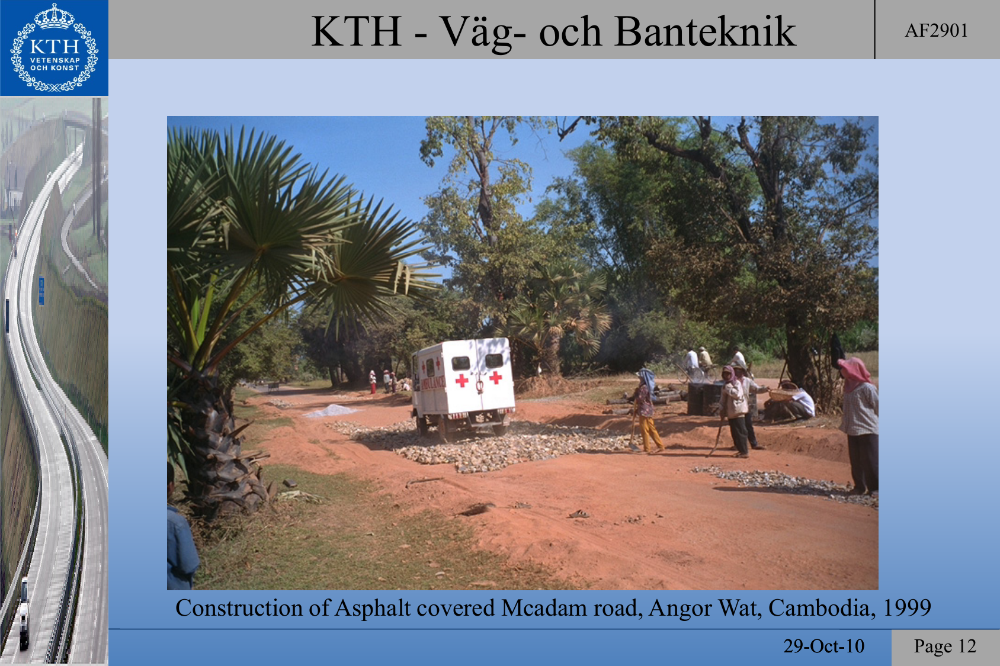 KTH
VETENSKAP
OCH KONST
KTH - Väg- och Banteknik
AF2901
AMBULANCE
Construction of Asphalt covered Mcadam road, Angor Wat, Cambodia, 1999
29-Oct-10
Page 12